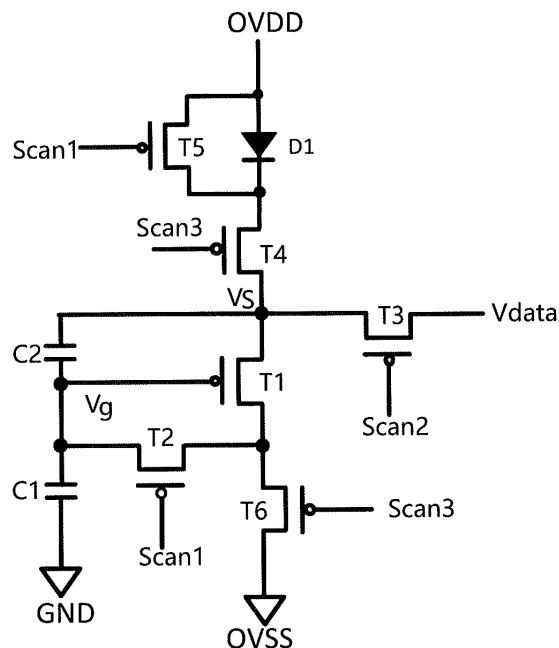 OVDD
Scan1
T5
D1
Scan3
T4
VS
T3
Vdata
C2
T1
Vg
Scan2
T2
C1
T6
Scan3
Scan1
GND
OVSS